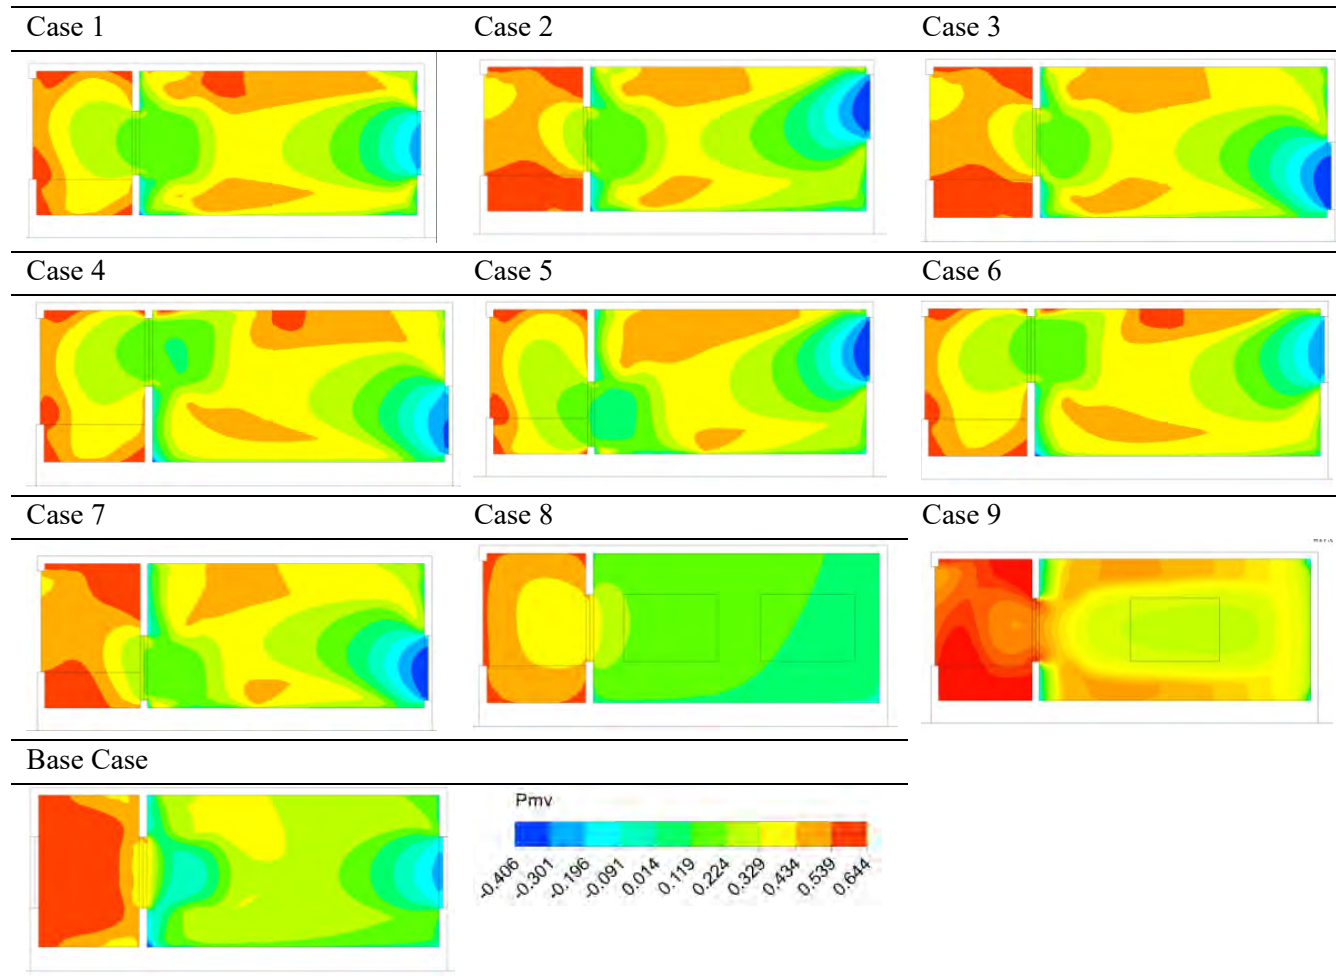 Case 1
Case 2
Case 3
Case 4
Case 5
Case 6
Case 7
Case 8
Case 9
Base Case
Pmv
-0.406
-0.301
-0.196
-0.091
0.014
0.119
0.224
0.329
0.434
0.539
0.644